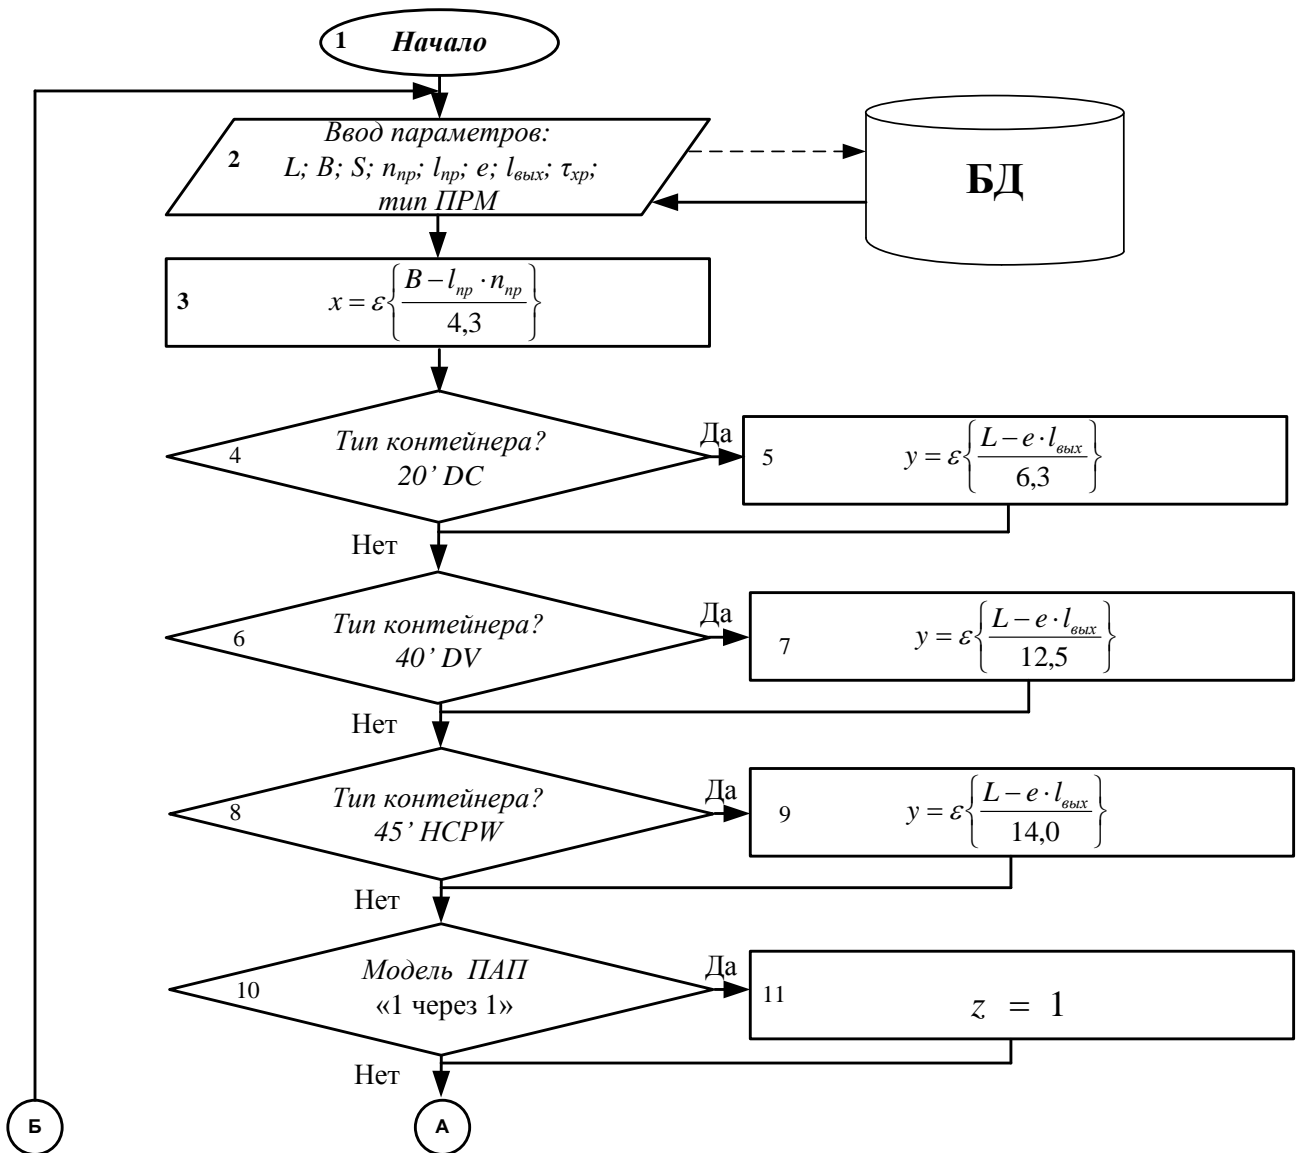 1 Начало
Ввод параметров:
2 L; B; S; nпр; lпр; e; lвых; τхр;
тип ПРМ
БД
3 x = ε{(B − lпр · nпр) / 4,3}
Тип контейнера?
4 20’ DC
Да
5 y = ε{(L − e · lвых) / 6,3}
Нет
Тип контейнера?
6 40’ DV
Да
7 y = ε{(L − e · lвых) / 12,5}
Нет
Тип контейнера?
8 45’ HCPW
Да
9 y = ε{(L − e · lвых) / 14,0}
Нет
Модель ПАП
10 «1 через 1»
Да
11 z = 1
Нет
Б
А